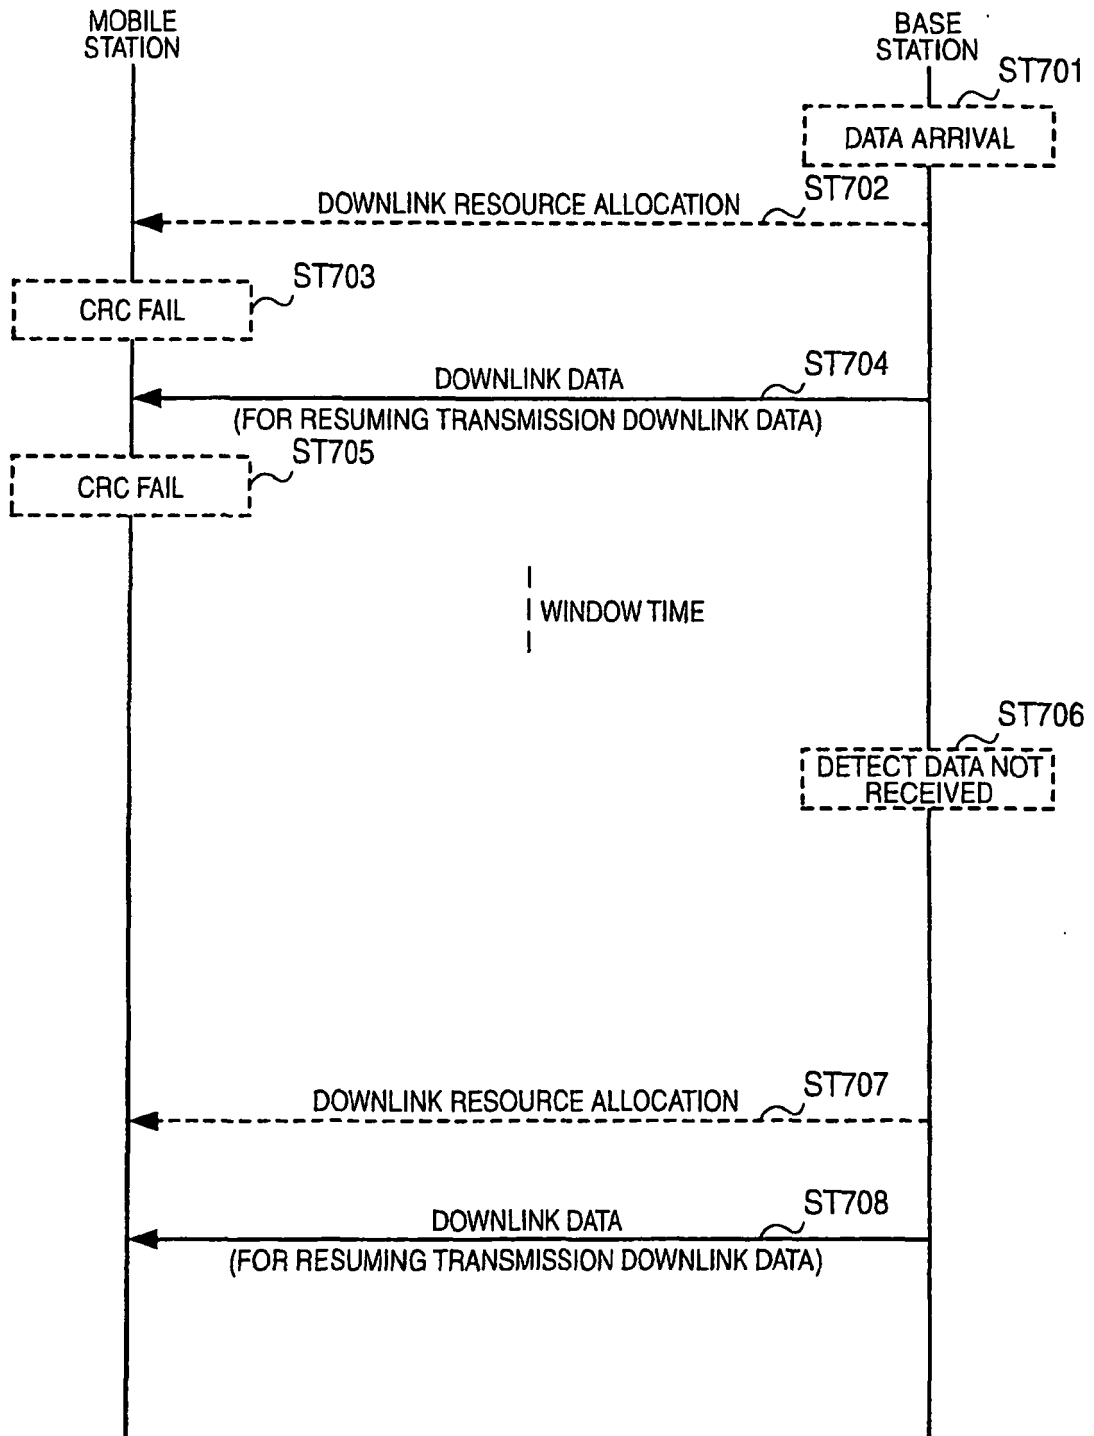 MOBILE
STATION
BASE
STATION
ST701
DATA ARRIVAL
ST702
DOWNLINK RESOURCE ALLOCATION
ST703
CRC FAIL
ST704
DOWNLINK DATA
(FOR RESUMING TRANSMISSION DOWNLINK DATA)
ST705
CRC FAIL
WINDOW TIME
ST706
DETECT DATA NOT
RECEIVED
ST707
DOWNLINK RESOURCE ALLOCATION
ST708
DOWNLINK DATA
(FOR RESUMING TRANSMISSION DOWNLINK DATA)